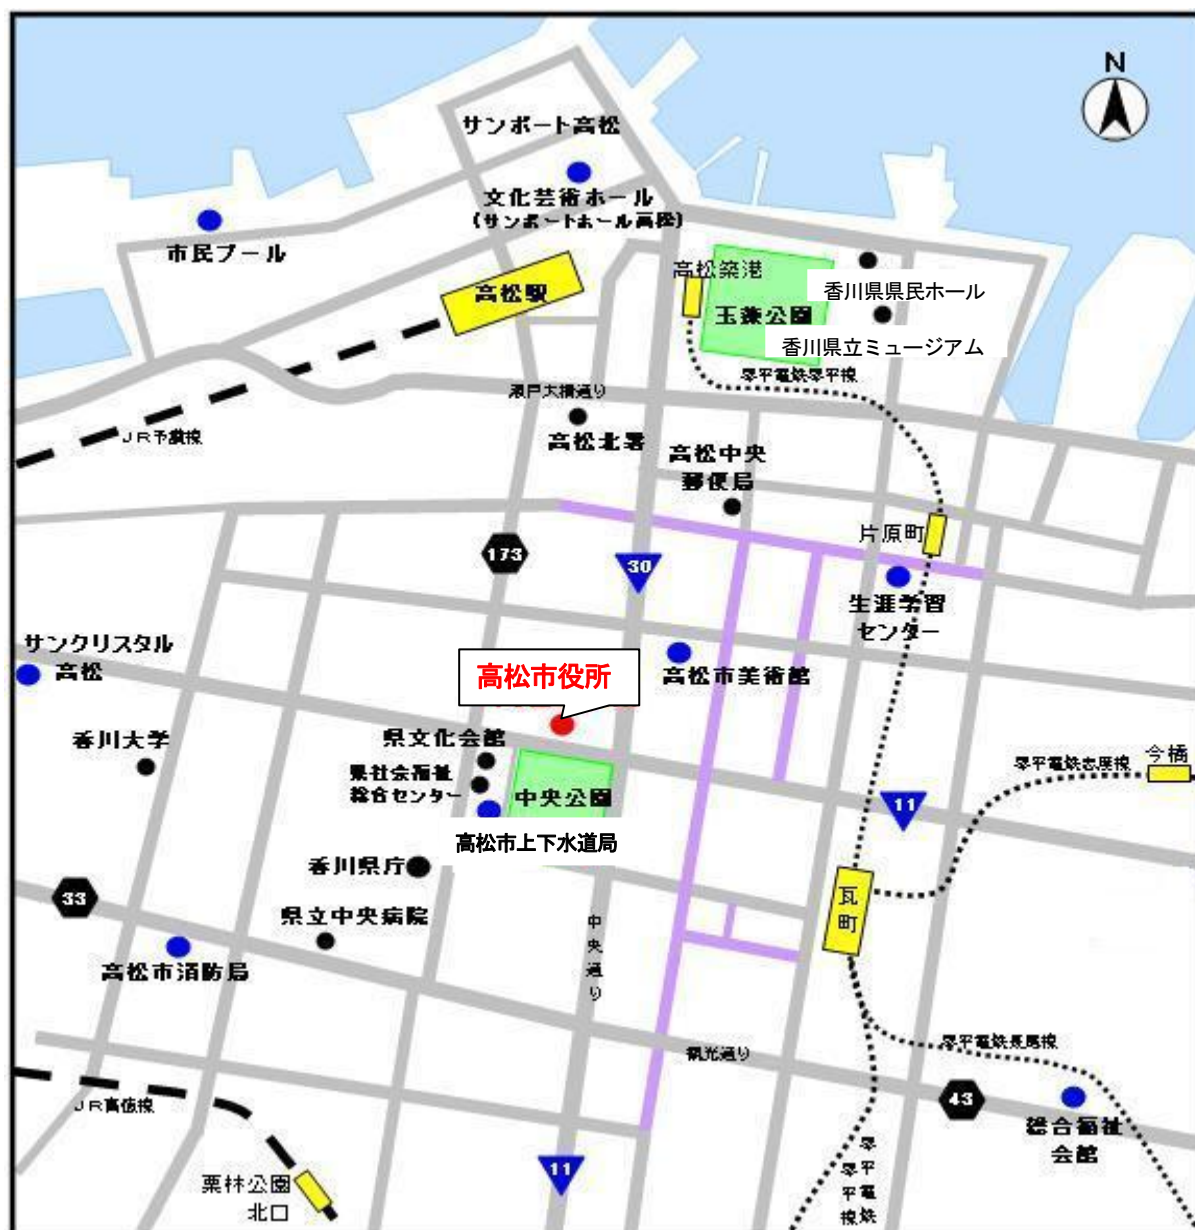 N
サンポート高松
文化芸術ホール
(サンポートホール高松)
市民プール
高松駅
高松築港
玉藻公園
香川県県民ホール
香川県立ミュージアム
琴平電鉄琴平線
瀬戸大橋通り
JR予讃線
高松北署
高松中央
郵便局
片原町
173
30
生涯学習
センター
サンクリスタル
高松
高松市役所
高松市美術館
香川大学
県文化会館
県社会福祉
総合センター
中央公園
琴平電鉄志度線
今橋
11
高松市上下水道局
香川県庁
33
県立中央病院
瓦町
中央通り
高松市消防局
観光通り
琴平電鉄長尾線
JR高徳線
43
総合福祉
会館
11
栗林公園
北口
琴平電鉄
琴平線